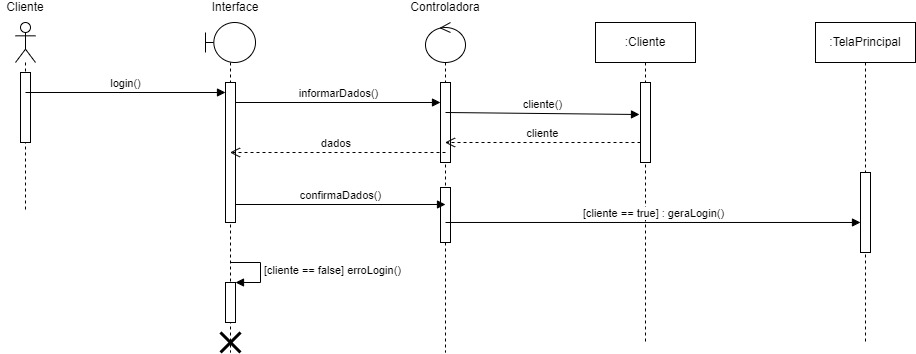 Cliente
Interface
Controladora
:Cliente
:TelaPrincipal
login()
informarDados()
cliente()
cliente
dados
confirmaDados()
[cliente == true] : geraLogin()
[cliente == false] erroLogin()